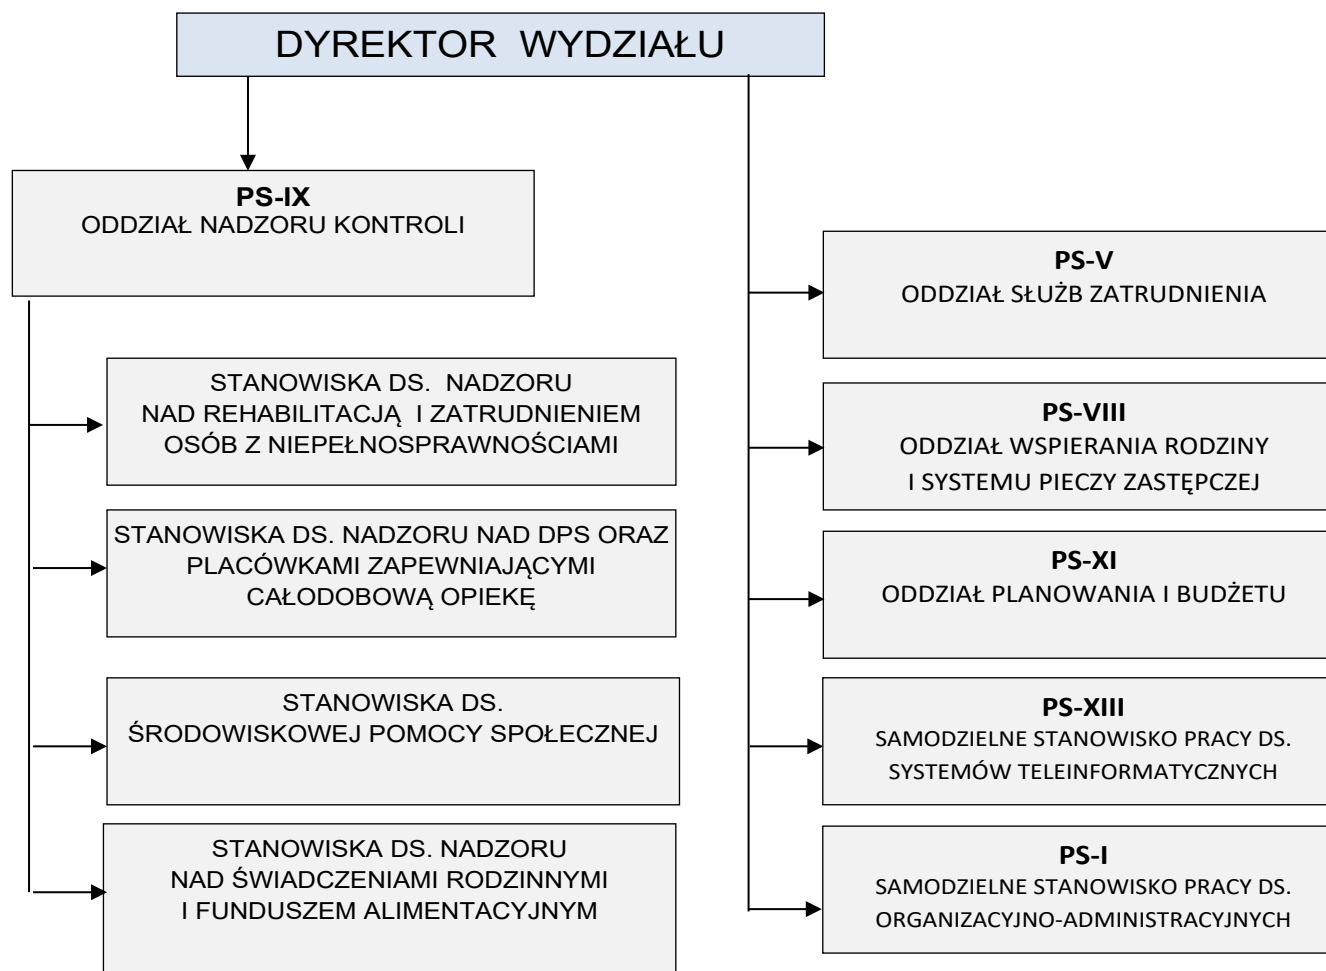 DYREKTOR WYDZIAŁU
PS-IX
ODDZIAŁ NADZORU KONTROLI
STANOWISKA DS. NADZORU
NAD REHABILITACJĄ I ZATRUDNIENIEM
OSÓB Z NIEPEŁNOSPRAWNOŚCIAMI
STANOWISKA DS. NADZORU NAD DPS ORAZ
PLACÓWKAMI ZAPEWNIAJĄCYMI
CAŁODOBOWĄ OPIEKĘ
STANOWISKA DS.
ŚRODOWISKOWEJ POMOCY SPOŁECZNEJ
STANOWISKA DS. NADZORU
NAD ŚWIADCZENIAMI RODZINNYMI
I FUNDUSZEM ALIMENTACYJNYM
PS-V
ODDZIAŁ SŁUŻB ZATRUDNIENIA
PS-VIII
ODDZIAŁ WSPIERANIA RODZINY
I SYSTEMU PIECZY ZASTĘPCZEJ
PS-XI
ODDZIAŁ PLANOWANIA I BUDŻETU
PS-XIII
SAMODZIELNE STANOWISKO PRACY DS.
SYSTEMÓW TELEINFORMATYCZNYCH
PS-I
SAMODZIELNE STANOWISKO PRACY DS.
ORGANIZACYJNO-ADMINISTRACYJNYCH